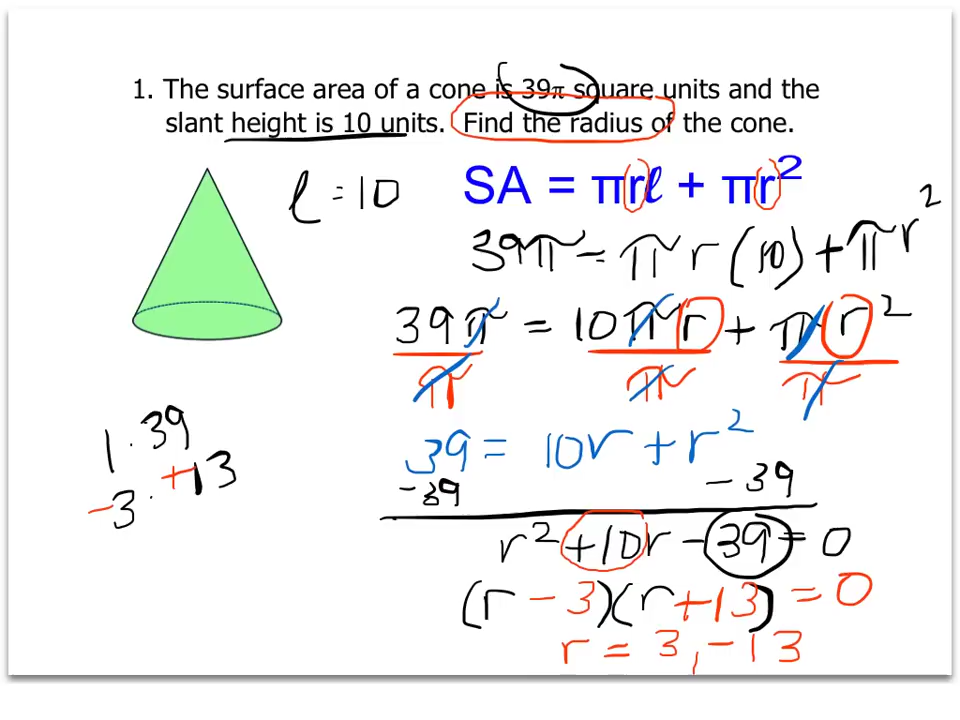 1. The surface area of a cone is 39π square units and the
slant height is 10 units. Find the radius of the cone.
ℓ = 10
SA = πrℓ + πr²
39π = πr(10) + πr²
39π = 10πr + πr²
π π π
39 = 10r + r²
-39 -39
r² + 10r - 39 = 0
(r - 3)(r + 13) = 0
r = 3, -13
1 · 39
-3 · +13